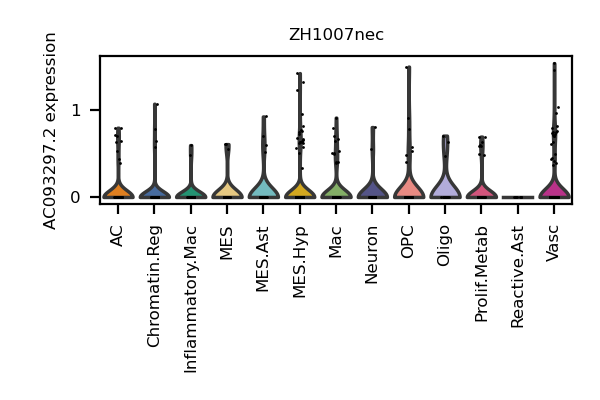 ZH1007nec
AC093297.2 expression
1
0
AC
Chromatin.Reg
Inflammatory.Mac
MES
MES.Ast
MES.Hyp
Mac
Neuron
OPC
Oligo
Prolif.Metab
Reactive.Ast
Vasc